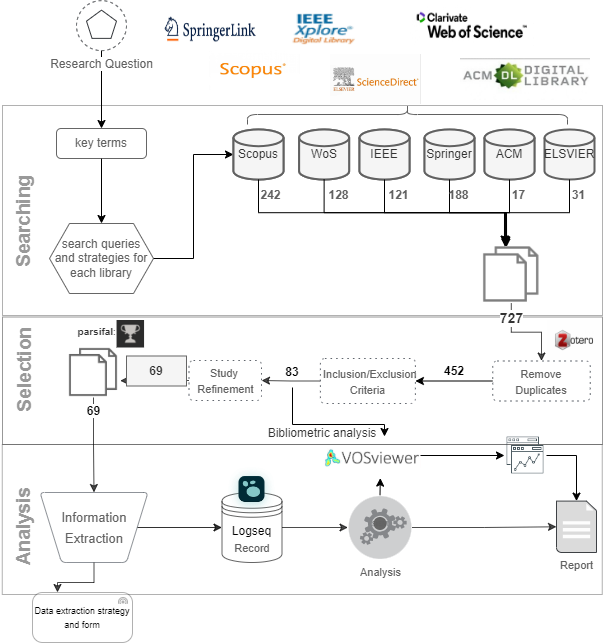 Research Question
SpringerLink
IEEE
Xplore®
Digital Library
Clarivate
Web of Science™
Scopus®
ELSEVIER
ScienceDirect®
ACM DL DIGITAL
LIBRARY
Searching
key terms
search queries
and strategies for
each library
Scopus
WoS
IEEE
Springer
ACM
ELSVIER
242
128
121
188
17
31
727
Selection
parsifal:
Zotero
69
69
Study
Refinement
83
Inclusion/Exclusion
Criteria
452
Remove
Duplicates
Bibliometric analysis
Analysis
VOSviewer
Information
Extraction
Logseq
Record
Analysis
Report
Data extraction strategy
and form